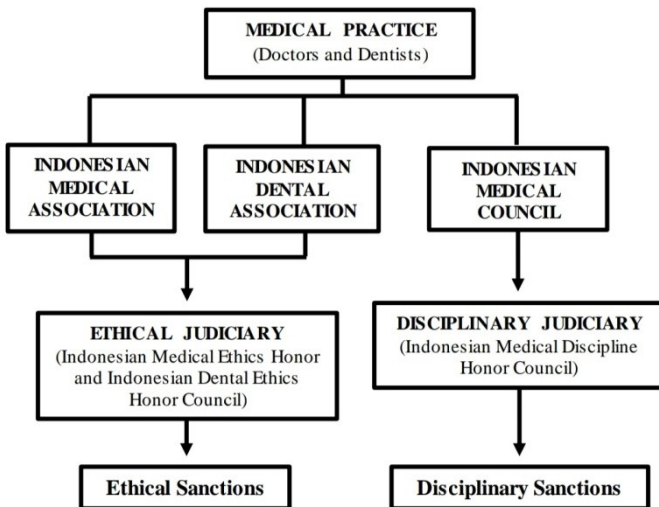 MEDICAL PRACTICE
(Doctors and Dentists)
INDONESIAN
MEDICAL
ASSOCIATION
INDONESIAN
DENTAL
ASSOCIATION
INDONESIAN
MEDICAL
COUNCIL
ETHICAL JUDICIARY
(Indonesian Medical Ethics Honor
and Indonesian Dental Ethics
Honor Council)
DISCIPLINARY JUDICIARY
(Indonesian Medical Discipline
Honor Council)
Ethical Sanctions
Disciplinary Sanctions